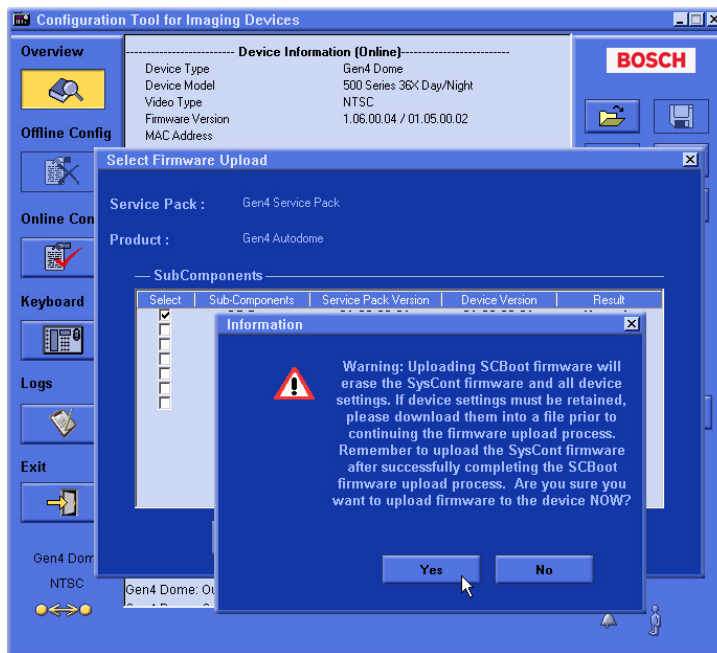 Configuration Tool for Imaging Devices
Overview
Offline Config
Online Con
Keyboard
Logs
Exit
Gen4 Dom
NTSC
Device Information (Online)
Device Type Gen4 Dome
Device Model 500 Series 36X Day/Night
Video Type NTSC
Firmware Version 1.06.00.04 / 01.05.00.02
MAC Address
BOSCH
Select Firmware Upload
Service Pack : Gen4 Service Pack
Product : Gen4 Autodome
SubComponents
Select Sub-Components Service Pack Version Device Version Result
Information
Warning: Uploading SCBoot firmware will
erase the SysCont firmware and all device
settings. If device settings must be retained,
please download them into a file prior to
continuing the firmware upload process.
Remember to upload the SysCont firmware
after successfully completing the SCBoot
firmware upload process. Are you sure you
want to upload firmware to the device NOW?
Yes No
Gen4 Dome: Ou